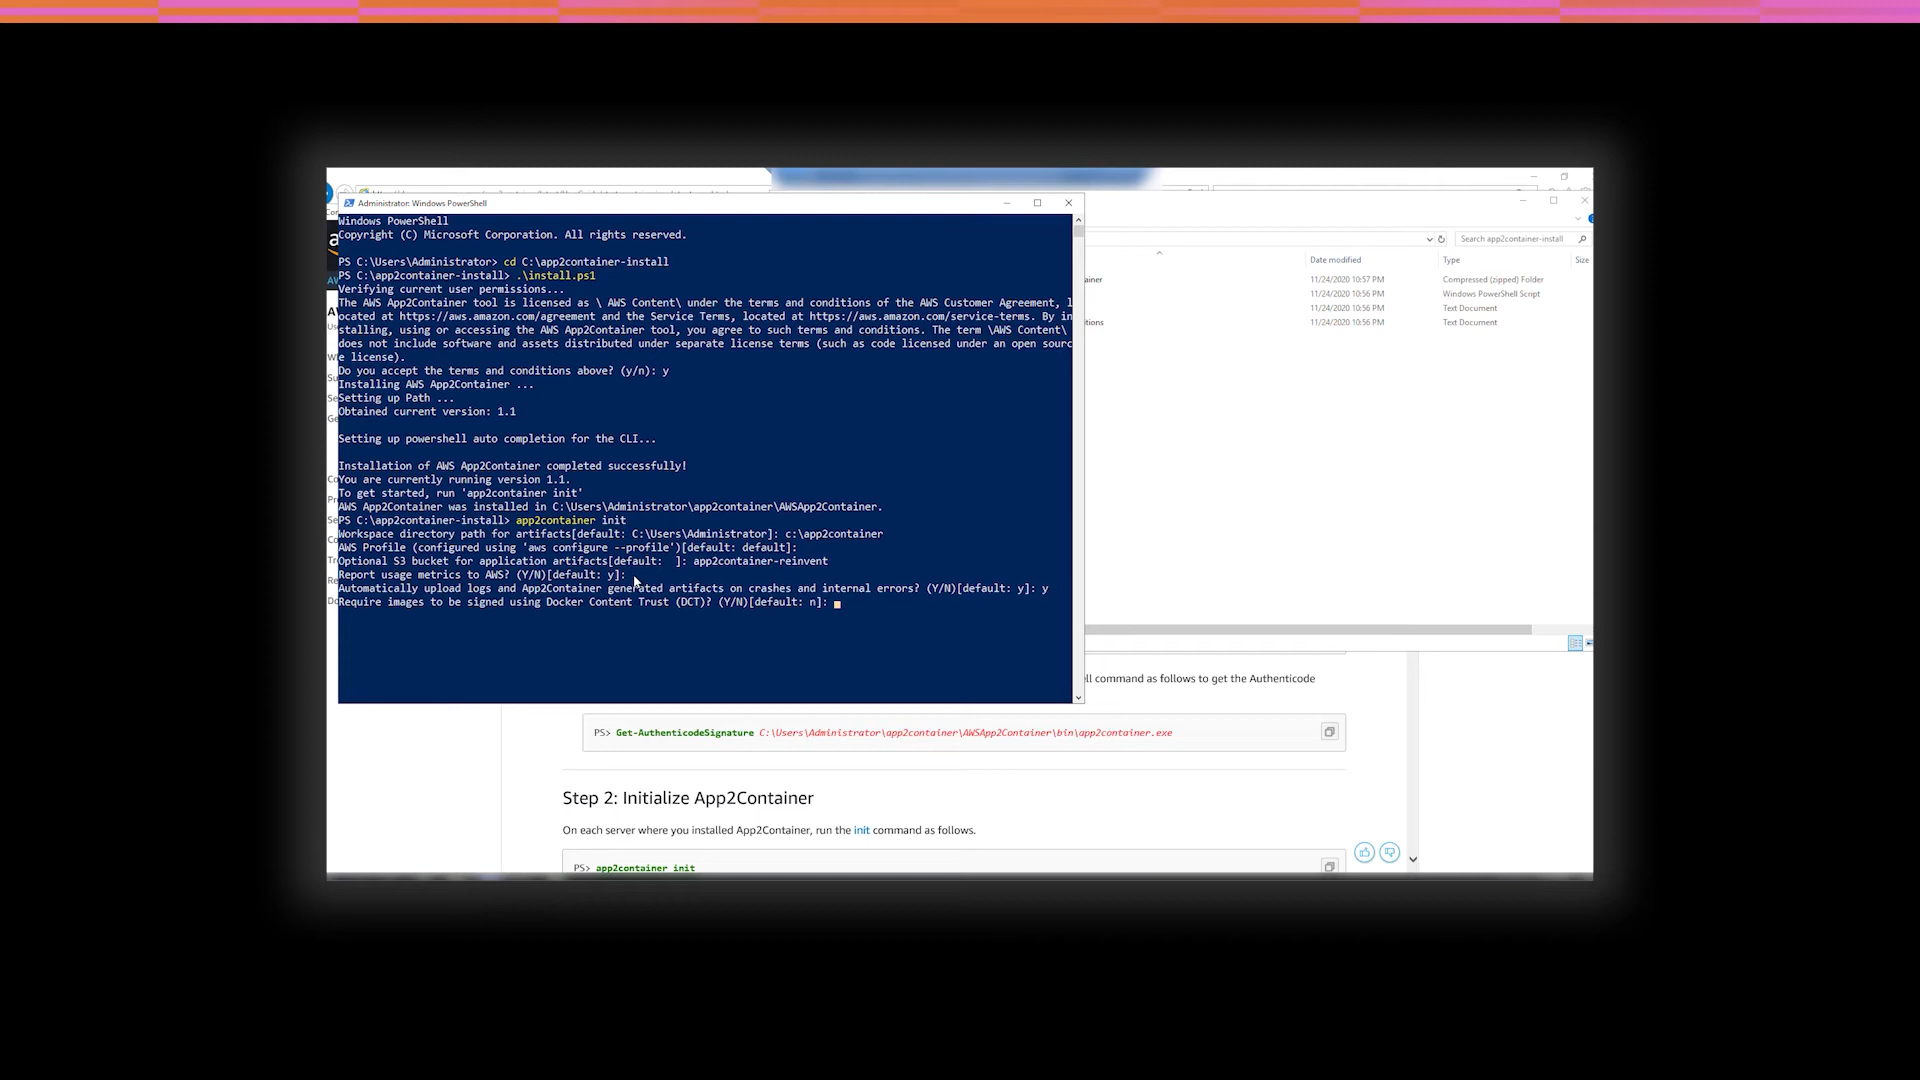 Administrator: Windows PowerShell
Windows PowerShell
Copyright (C) Microsoft Corporation. All rights reserved.
PS C:\Users\Administrator> cd C:\app2container-install
PS C:\app2container-install> .\install.ps1
Verifying current user permissions...
The AWS App2Container tool is licensed as \ AWS Content\ under the terms and conditions of the AWS Customer Agreement, l
ocated at https://aws.amazon.com/agreement and the Service Terms, located at https://aws.amazon.com/service-terms. By in
stalling, using or accessing the AWS App2Container tool, you agree to such terms and conditions. The term \AWS Content\
does not include software and assets distributed under separate license terms (such as code licensed under an open sourc
e license).
Do you accept the terms and conditions above? (y/n): y
Installing AWS App2Container ...
Setting up Path ...
Obtained current version: 1.1
Setting up powershell auto completion for the CLI...
Installation of AWS App2Container completed successfully!
You are currently running version 1.1.
To get started, run 'app2container init'
AWS App2Container was installed in C:\Users\Administrator\app2container\AWSApp2Container.
PS C:\app2container-install> app2container init
Workspace directory path for artifacts[default: C:\Users\Administrator]: c:\app2container
AWS Profile (configured using 'aws configure --profile')[default: default]:
Optional S3 bucket for application artifacts[default:  ]: app2container-reinvent
Report usage metrics to AWS? (Y/N)[default: y]:
Automatically upload logs and App2Container generated artifacts on crashes and internal errors? (Y/N)[default: y]: y
Require images to be signed using Docker Content Trust (DCT)? (Y/N)[default: n]:
Search app2container-install
Date modified Type Size
11/24/2020 10:57 PM Compressed (zipped) Folder
11/24/2020 10:56 PM Windows PowerShell Script
11/24/2020 10:56 PM Text Document
11/24/2020 10:56 PM Text Document
command as follows to get the Authenticode
PS> Get-AuthenticodeSignature C:\Users\Administrator\app2container\AWSApp2Container\bin\app2container.exe
Step 2: Initialize App2Container
On each server where you installed App2Container, run the init command as follows.
PS> app2container init